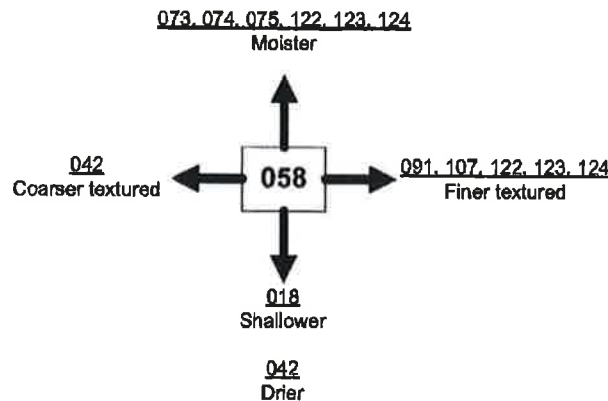 073, 074, 075, 122, 123, 124
Moister
042
Coarser textured
058
091, 107, 122, 123, 124
Finer textured
018
Shallower
042
Drier